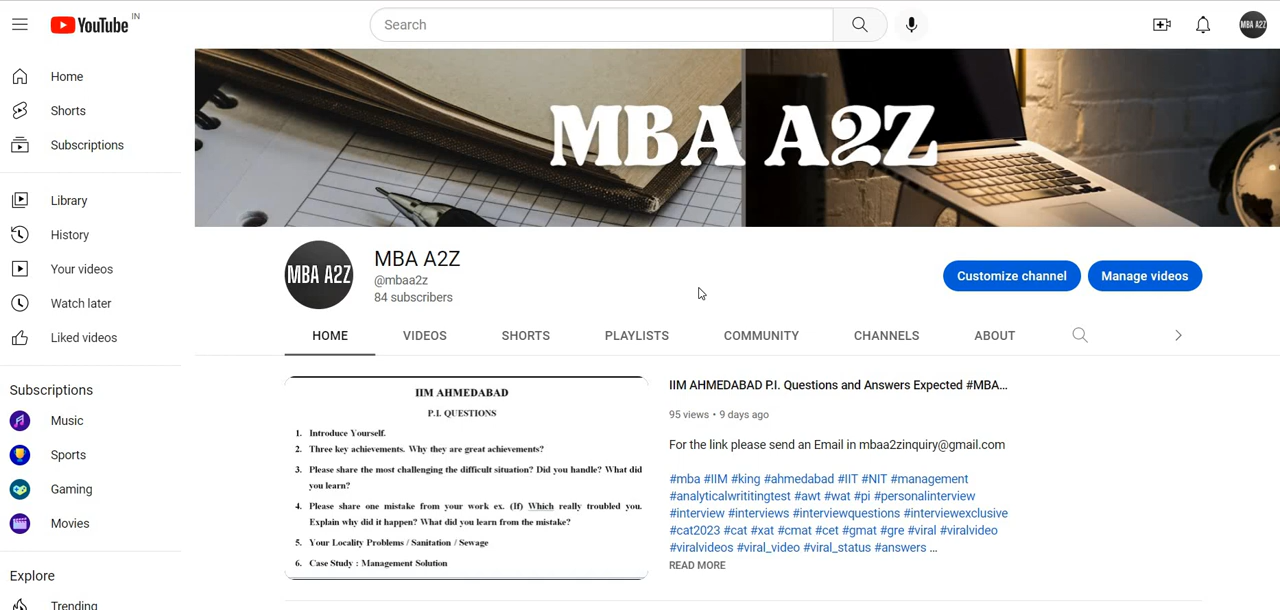 YouTube IN
Search
MBA A2Z
Home
Shorts
Subscriptions
Library
History
Your videos
Watch later
Liked videos
Subscriptions
Music
Sports
Gaming
Movies
Explore
Trending
MBA A2Z
MBA A2Z
MBA A2Z
@mbaa2z
84 subscribers
Customize channel
Manage videos
HOME VIDEOS SHORTS PLAYLISTS COMMUNITY CHANNELS ABOUT
IIM AHMEDABAD
P.I. QUESTIONS
1. Introduce Yourself.
2. Three key achievements. Why they are great achievements?
3. Please share the most challenging the difficult situation? Did you handle? What did
you learn?
4. Please share one mistake from your work ex. (If) Which really troubled you.
Explain why did it happen? What did you learn from the mistake?
5. Your Locality Problems / Sanitation / Sewage
6. Case Study : Management Solution
IIM AHMEDABAD P.I. Questions and Answers Expected #MBA...
95 views • 9 days ago
For the link please send an Email in mbaa2zinquiry@gmail.com
#mba #IIM #king #ahmedabad #IIT #NIT #management
#analyticalwrititingtest #awt #wat #pi #personalinterview
#interview #interviews #interviewquestions #interviewexclusive
#cat2023 #cat #xat #cmat #cet #gmat #gre #viral #viralvideo
#viralvideos #viral_video #viral_status #answers ...
READ MORE